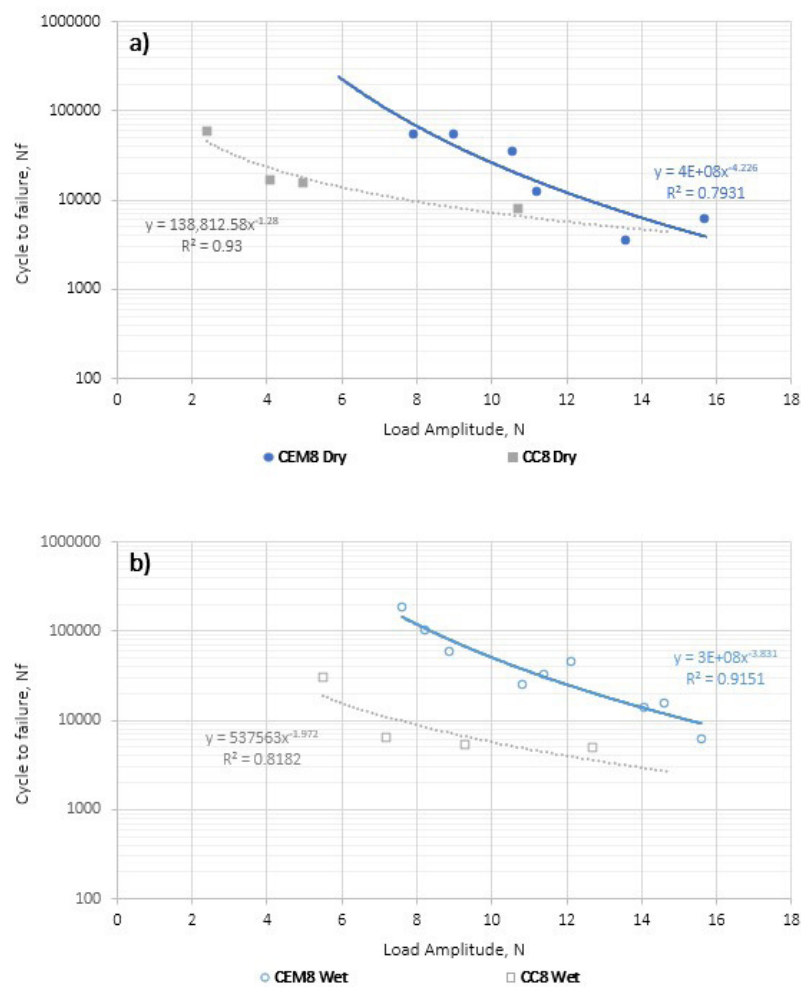 a)
1000000
100000
10000
1000
100
Cycle to failure, Nf
y = 4E+08x^-4.226
R² = 0.7931
y = 138,812.58x^-1.28
R² = 0.93
0 2 4 6 8 10 12 14 16 18
Load Amplitude, N
CEM8 Dry CC8 Dry
b)
1000000
100000
10000
1000
100
Cycle to failure, Nf
y = 3E+08x^-3.831
R² = 0.9151
y = 537563x^-1.972
R² = 0.8182
0 2 4 6 8 10 12 14 16 18
Load Amplitude, N
CEM8 Wet CC8 Wet